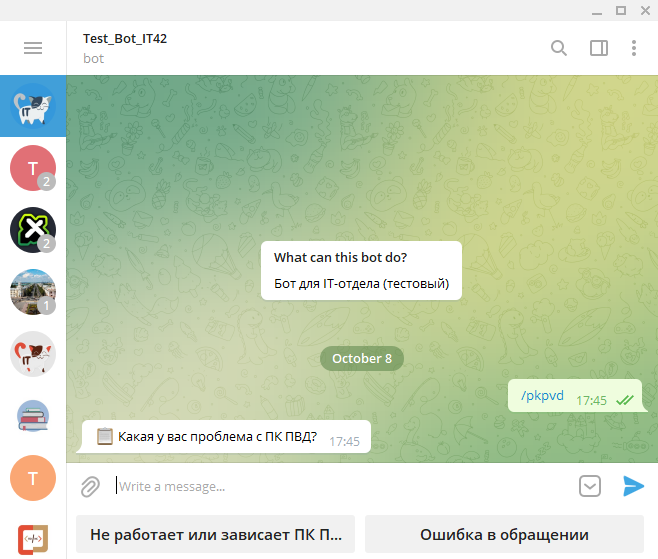 Test_Bot_IT42
bot
What can this bot do?
Бот для IT-отдела (тестовый)
October 8
/pkpvd 17:45
📋 Какая у вас проблема с ПК ПВД? 17:45
T
2
2
1
IT
T
</>
Write a message...
Не работает или зависает ПК П...
Ошибка в обращении